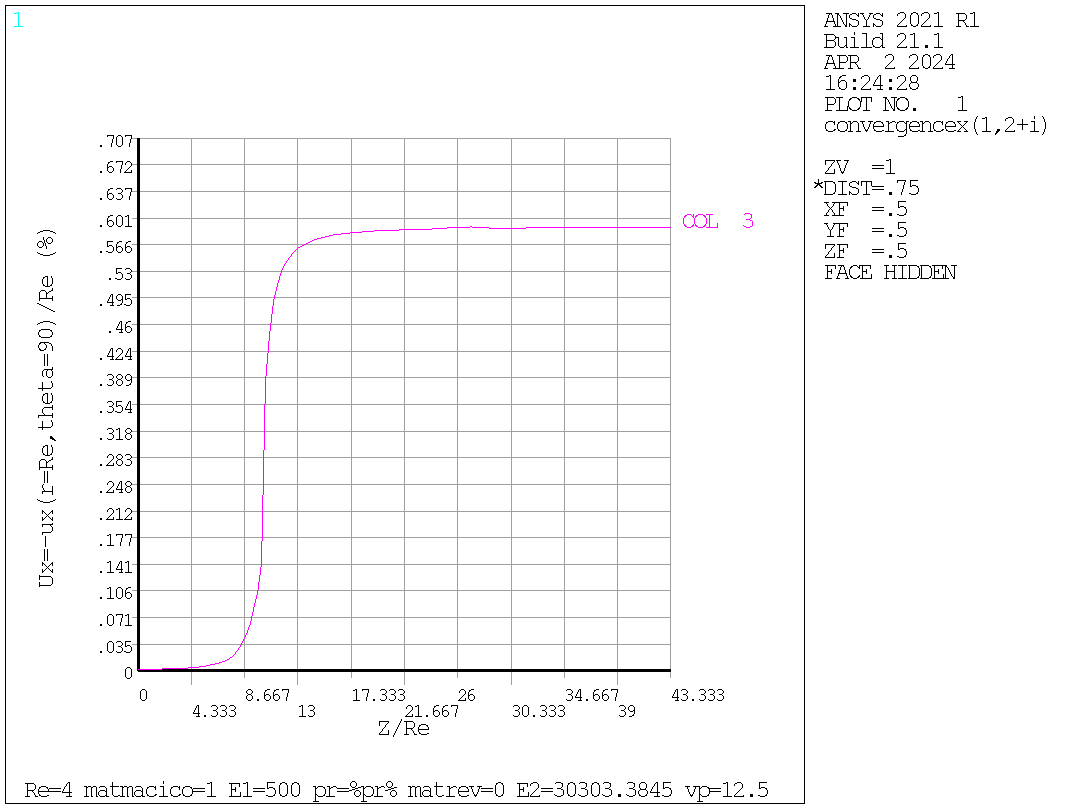 1
ANSYS 2021 R1
Build 21.1
APR 2 2024
16:24:28
PLOT NO. 1
convergencex(1,2+i)
ZV =1
*DIST=.75
XF =.5
YF =.5
ZF =.5
FACE HIDDEN
Ux=-ux(r=Re,theta=90)/Re (%)
.707
.672
.637
.601
.566
.53
.495
.46
.424
.389
.354
.318
.283
.248
.212
.177
.141
.106
.071
.035
0
COL 3
0 8.667 17.333 26 34.667 43.333
4.333 13 21.667 30.333 39
Z/Re
Re=4 matmacico=1 E1=500 pr=%pr% matrev=0 E2=30303.3845 vp=12.5